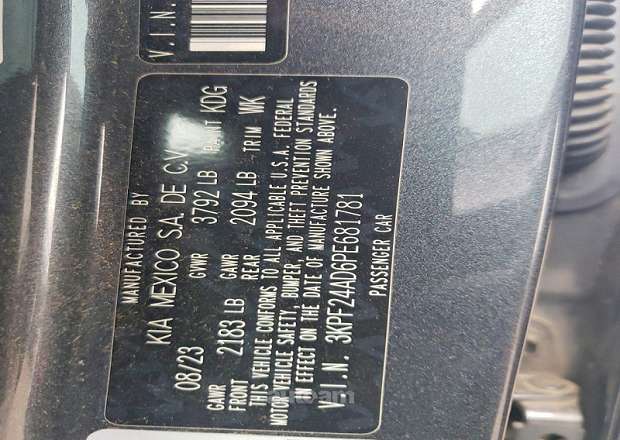 V.I.N.
MANUFACTURED BY
KIA MEXICO S.A. DE C.V
08/23 GVWR 3792 LB PAINT KDG
GAWR FRONT 2183 LB GAWR REAR 2094 LB TRIM WK
THIS VEHICLE CONFORMS TO ALL APPLICABLE U.S.A. FEDERAL
MOTOR VEHICLE SAFETY, BUMPER, AND THEFT PREVENTION STANDARDS
IN EFFECT ON THE DATE OF MANUFACTURE SHOWN ABOVE.
V.I.N. 3KPF24AD6PE681781
PASSENGER CAR